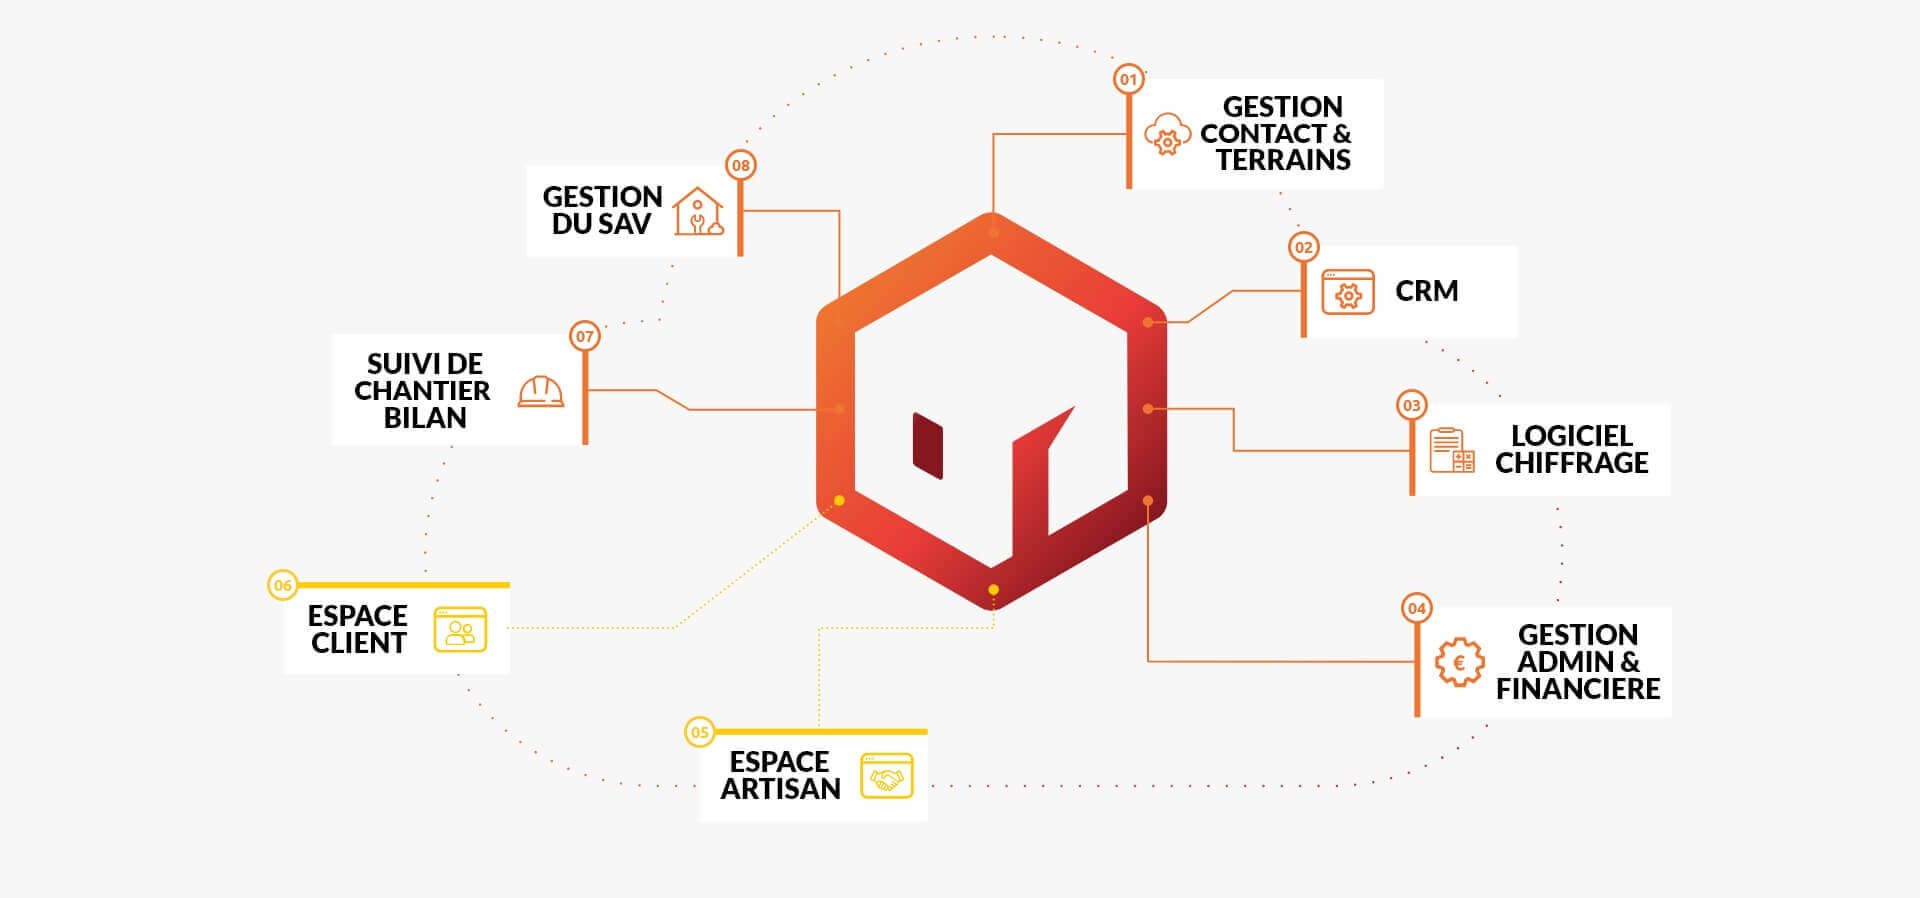 01
GESTION
CONTACT &
TERRAINS
02
CRM
03
LOGICIEL
CHIFFRAGE
04
€
GESTION
ADMIN &
FINANCIERE
05
ESPACE
ARTISAN
06
ESPACE
CLIENT
07
SUIVI DE
CHANTIER
BILAN
08
GESTION
DU SAV